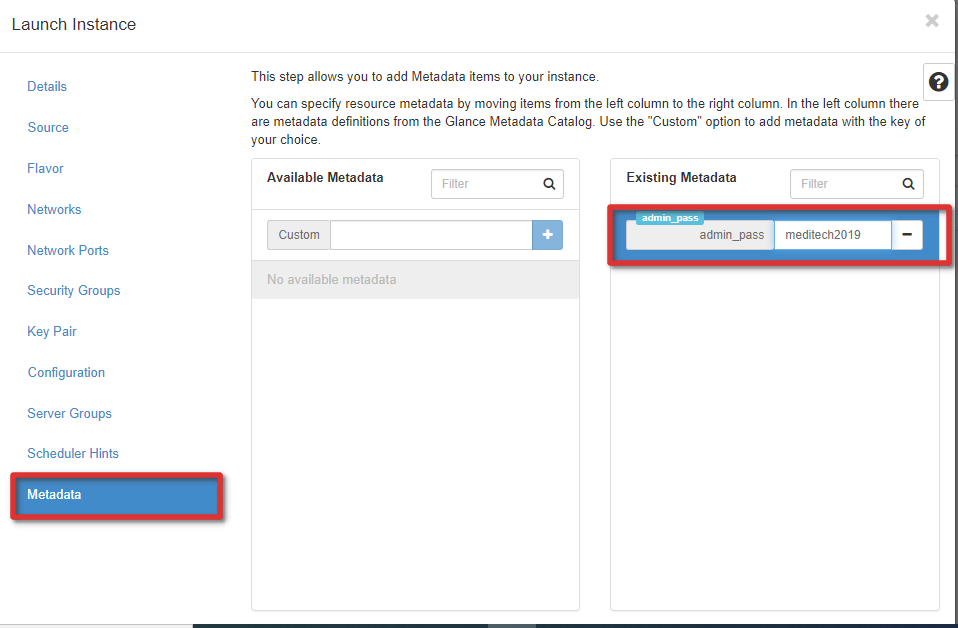 Launch Instance
Details
Source
Flavor
Networks
Network Ports
Security Groups
Key Pair
Configuration
Server Groups
Scheduler Hints
Metadata
This step allows you to add Metadata items to your instance.
You can specify resource metadata by moving items from the left column to the right column. In the left column there
are metadata definitions from the Glance Metadata Catalog. Use the "Custom" option to add metadata with the key of
your choice.
Available Metadata
Filter
Custom
No available metadata
Existing Metadata
Filter
admin_pass
admin_pass meditech2019